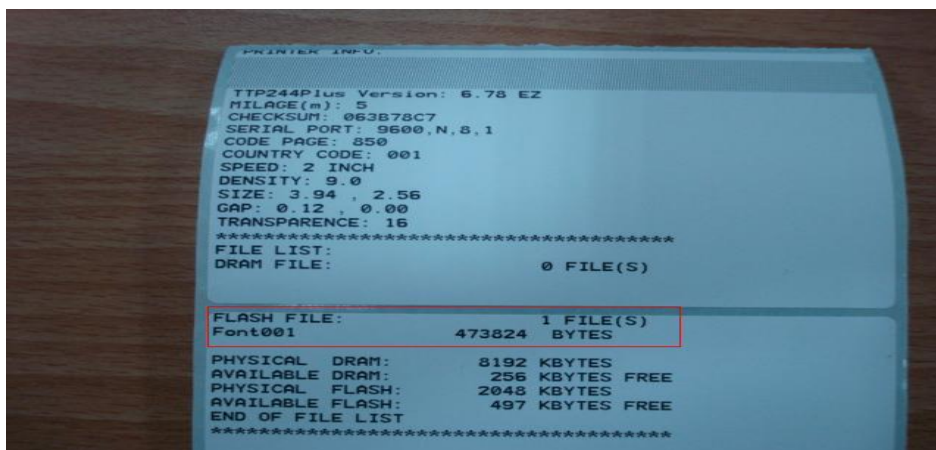 PRINTER INFO.
TTP244Plus Version: 6.78 EZ
MILAGE(m): 5
CHECKSUM: 063B78C7
SERIAL PORT: 9600,N,8,1
CODE PAGE: 850
COUNTRY CODE: 001
SPEED: 2 INCH
DENSITY: 9.0
SIZE: 3.94 , 2.56
GAP: 0.12 , 0.00
TRANSPARENCE: 16
****************************************
FILE LIST:
DRAM FILE: 0 FILE(S)
FLASH FILE: 1 FILE(S)
Font001 473824 BYTES
PHYSICAL DRAM: 8192 KBYTES
AVAILABLE DRAM: 256 KBYTES FREE
PHYSICAL FLASH: 2048 KBYTES
AVAILABLE FLASH: 497 KBYTES FREE
END OF FILE LIST
****************************************